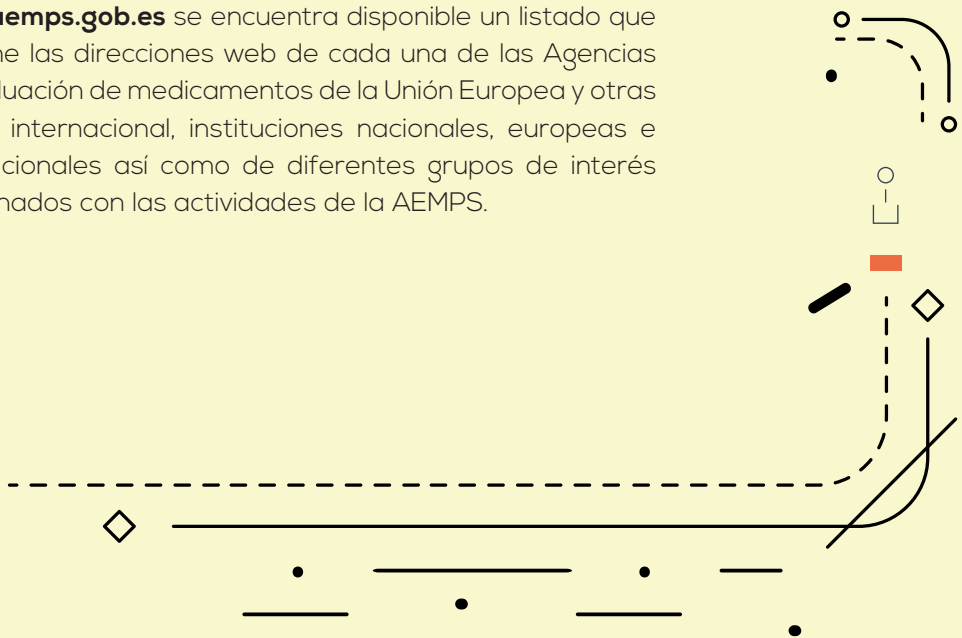 aemps.gob.es se encuentra disponible un listado que
ne las direcciones web de cada una de las Agencias
luación de medicamentos de la Unión Europea y otras
internacional, instituciones nacionales, europeas e
cionales así como de diferentes grupos de interés
nados con las actividades de la AEMPS.